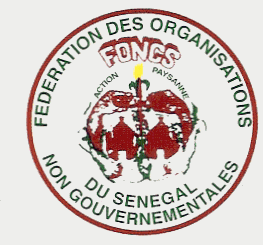 FEDERATION DES ORGANISATIONS
FONGS
ACTION PAYSANNE
DU SENEGAL
NON GOUVERNEMENTALES